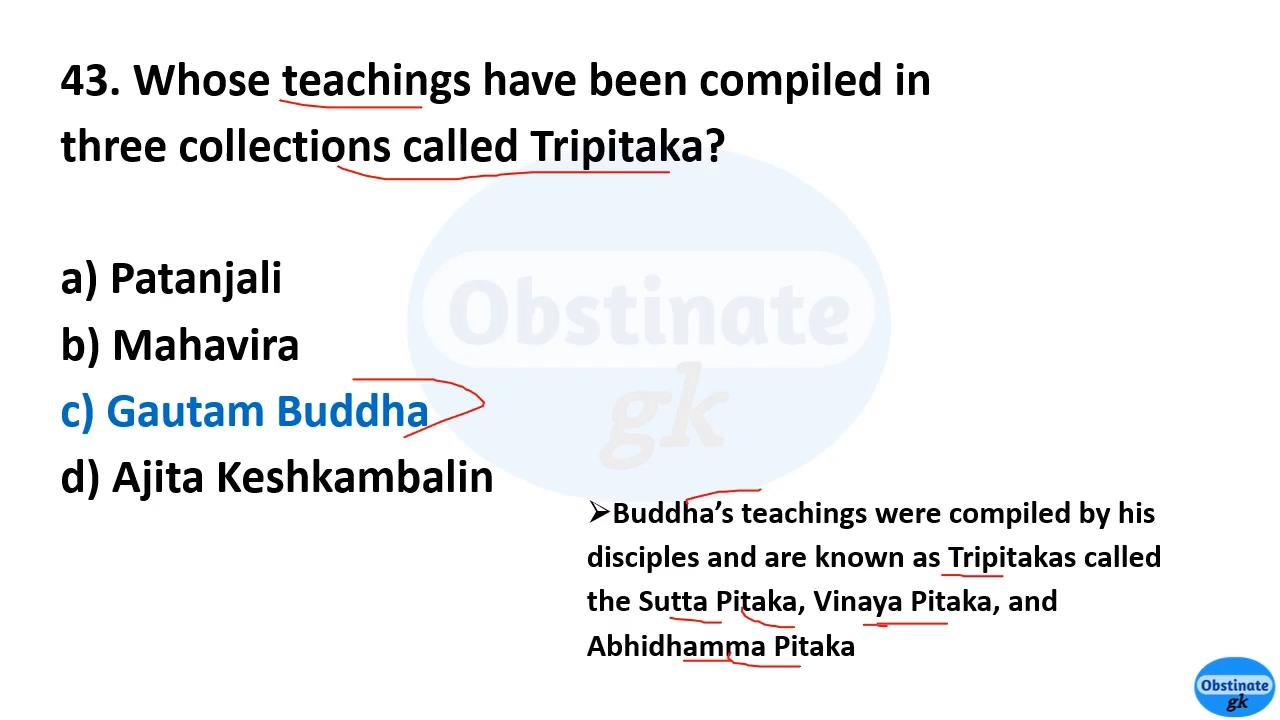 43. Whose teachings have been compiled in
three collections called Tripitaka?
Obstinate
gk
a) Patanjali
b) Mahavira
c) Gautam Buddha
d) Ajita Keshkambalin
➢Buddha’s teachings were compiled by his
disciples and are known as Tripitakas called
the Sutta Pitaka, Vinaya Pitaka, and
Abhidhamma Pitaka
Obstinate
gk